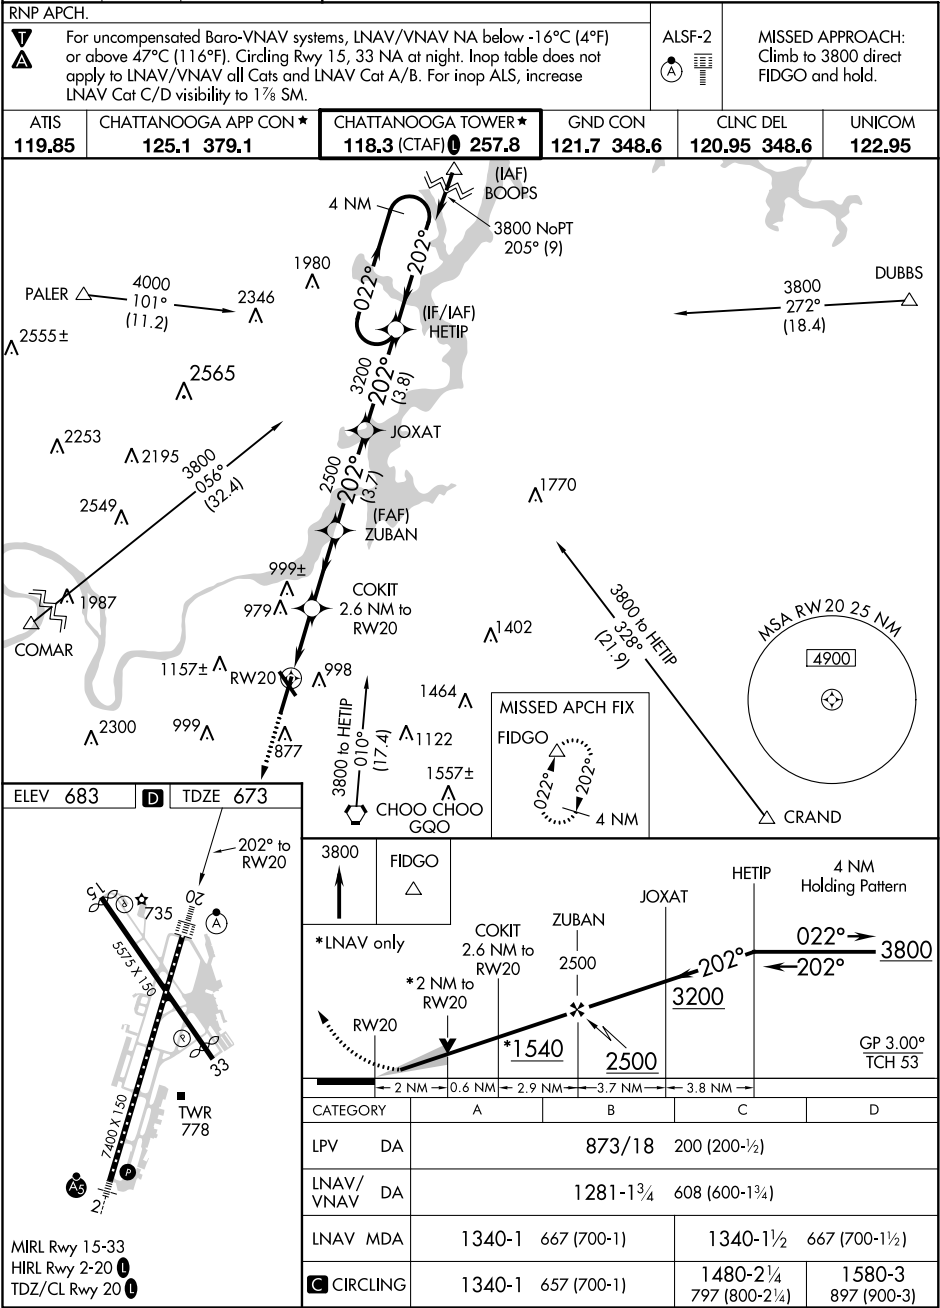 RNP APCH.
T
A
For uncompensated Baro-VNAV systems, LNAV/VNAV NA below -16°C (4°F)
or above 47°C (116°F). Circling Rwy 15, 33 NA at night. Inop table does not
apply to LNAV/VNAV all Cats and LNAV Cat A/B. For inop ALS, increase
LNAV Cat C/D visibility to 1⅞ SM.
ALSF-2
A
MISSED APPROACH:
Climb to 3800 direct
FIDGO and hold.
ATIS
119.85
CHATTANOOGA APP CON ★
125.1 379.1
CHATTANOOGA TOWER ★
118.3 (CTAF) L 257.8
GND CON
121.7 348.6
CLNC DEL
120.95 348.6
UNICOM
122.95
(IAF)
BOOPS
4 NM
3800 NoPT
205° (9)
022°
202°
PALER
4000
101°
(11.2)
1980
2346
DUBBS
3800
272°
(18.4)
(IF/IAF)
HETIP
2555±
2565
3200
202°
(3.8)
JOXAT
2253
2195
3800
056°
(32.4)
2500
202°
(3.7)
2549
1770
(FAF)
ZUBAN
999±
979
COKIT
2.6 NM to
RW20
1987
COMAR
3800 to HETIP
328°
(21.9)
MSA RW20 25 NM
4900
1402
1157±
RW20
998
1464
2300
999
877
3800 to HETIP
010°
(17.4)
1122
1557±
CHOO CHOO
GQO
MISSED APCH FIX
FIDGO
022°
202°
4 NM
CRAND
ELEV 683
D
TDZE 673
202° to
RW20
15
P
735
20
A
5575 X 150
P
33
7400 X 150
TWR
778
P
A5
2
MIRL Rwy 15-33
HIRL Rwy 2-20 L
TDZ/CL Rwy 20 L
3800
FIDGO
*LNAV only
RW20
*2 NM to
RW20
COKIT
2.6 NM to
RW20
ZUBAN
2500
JOXAT
HETIP
4 NM
Holding Pattern
022°
202°
3800
202°
3200
2500
*1540
GP 3.00°
TCH 53
2 NM
0.6 NM
2.9 NM
3.7 NM
3.8 NM
CATEGORY A B C D
LPV DA 873/18 200 (200-½)
LNAV/
VNAV DA 1281-1¾ 608 (600-1¾)
LNAV MDA 1340-1 667 (700-1) 1340-1½ 667 (700-1½)
C CIRCLING 1340-1 657 (700-1)
1480-2¼
797 (800-2¼)
1580-3
897 (900-3)